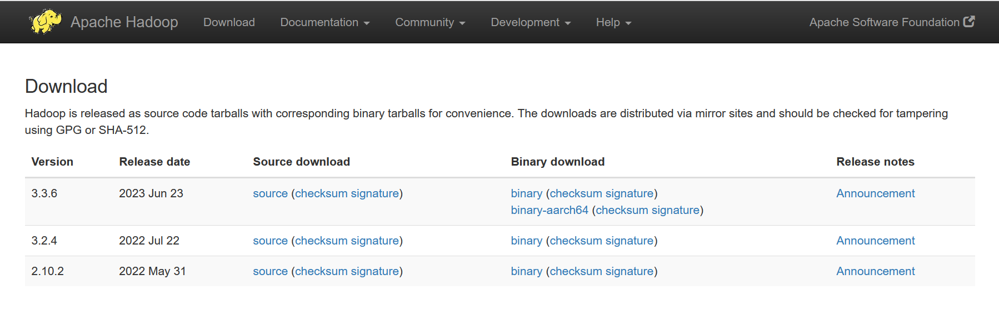 Apache Hadoop Download Documentation Community Development Help Apache Software Foundation
Download
Hadoop is released as source code tarballs with corresponding binary tarballs for convenience. The downloads are distributed via mirror sites and should be checked for tampering
using GPG or SHA-512.
Version Release date Source download Binary download Release notes
3.3.6 2023 Jun 23 source (checksum signature) binary (checksum signature) Announcement
binary-aarch64 (checksum signature)
3.2.4 2022 Jul 22 source (checksum signature) binary (checksum signature) Announcement
2.10.2 2022 May 31 source (checksum signature) binary (checksum signature) Announcement